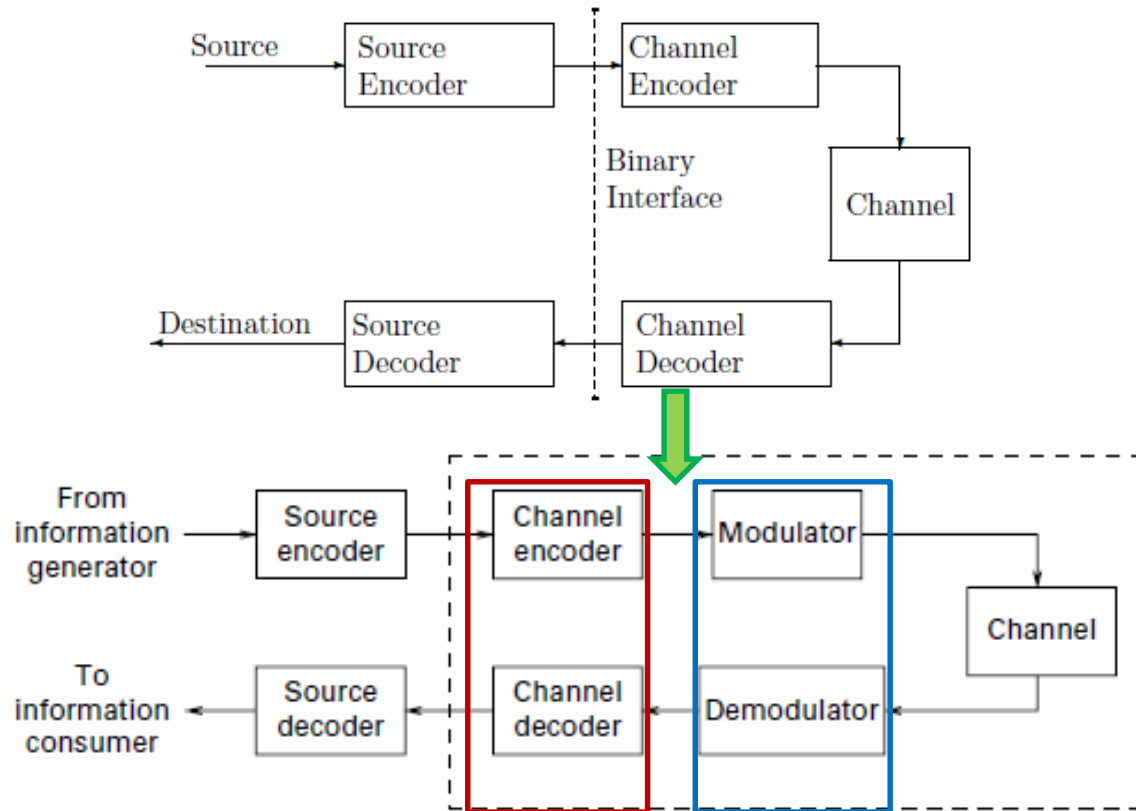 Source
Source
Encoder
Channel
Encoder
Binary
Interface
Channel
Destination
Source
Decoder
Channel
Decoder
From
information
generator
Source
encoder
Channel
encoder
Modulator
Channel
To
information
consumer
Source
decoder
Channel
decoder
Demodulator